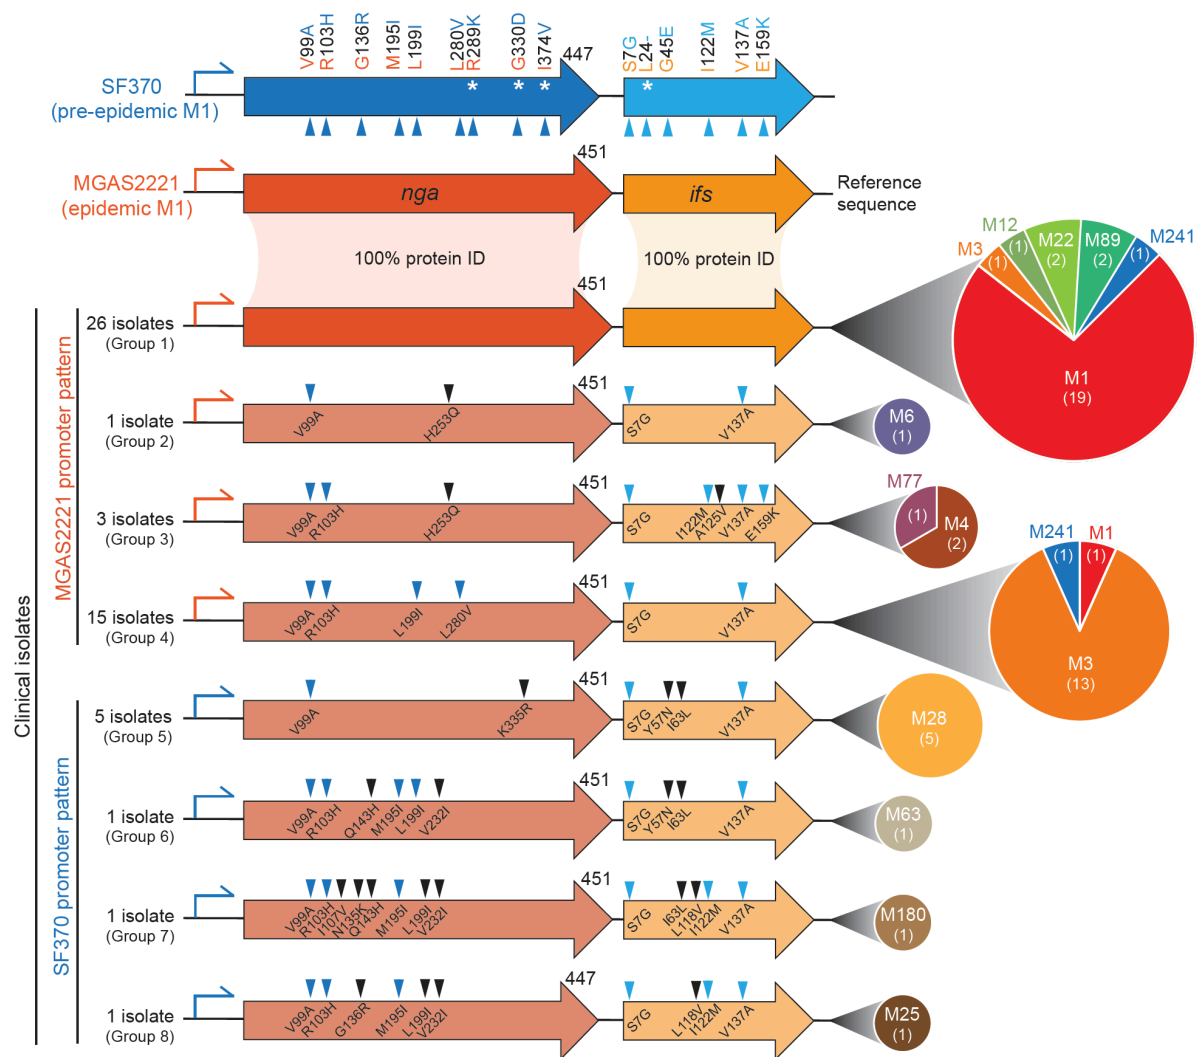 V99A R103H G136R M195I L199I L280V R289K G330D I374V 447 S7G L24- G45E I122M V137A E159K
SF370
(pre-epidemic M1)
* * * *
451
MGAS2221
(epidemic M1)
nga
ifs
Reference
sequence
100% protein ID
100% protein ID
Clinical isolates
MGAS2221 promoter pattern
SF370 promoter pattern
26 isolates
(Group 1)
451
M3
(1)
M12
(1)
M22
(2)
M89
(2)
M241
(1)
M1
(19)
1 isolate
(Group 2)
451
V99A H253Q S7G V137A
M6
(1)
3 isolates
(Group 3)
451
V99A R103H H253Q S7G I122M A125V V137A E159K
M77
(1)
M4
(2)
15 isolates
(Group 4)
451
V99A R103H L199I L280V S7G V137A
M241
(1)
M1
(1)
M3
(13)
5 isolates
(Group 5)
451
V99A K335R S7G Y57N I63L V137A
M28
(5)
1 isolate
(Group 6)
451
V99A R103H Q143H M195I L199I V232I S7G Y57N I63L V137A
M63
(1)
1 isolate
(Group 7)
451
V99A R103H I107V N135K Q143H M195I L199I V232I S7G I63L L118V I122M V137A
M180
(1)
1 isolate
(Group 8)
447
V99A R103H G136R M195I L199I V232I S7G L118V I122M V137A
M25
(1)